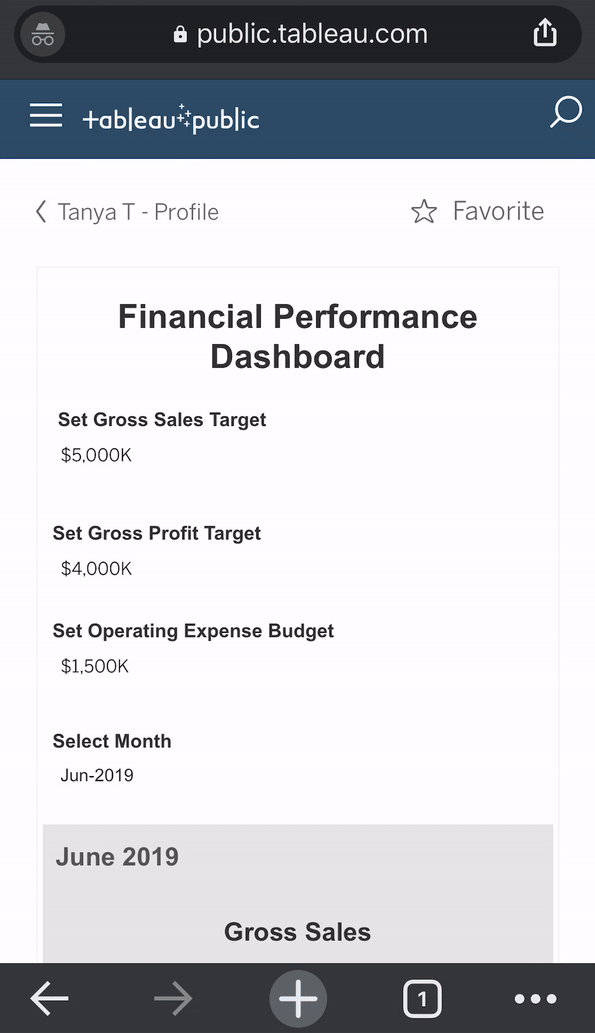 public.tableau.com
+ableau public
Tanya T - Profile
Favorite
Financial Performance
Dashboard
Set Gross Sales Target
$5,000K
Set Gross Profit Target
$4,000K
Set Operating Expense Budget
$1,500K
Select Month
Jun-2019
June 2019
Gross Sales
1